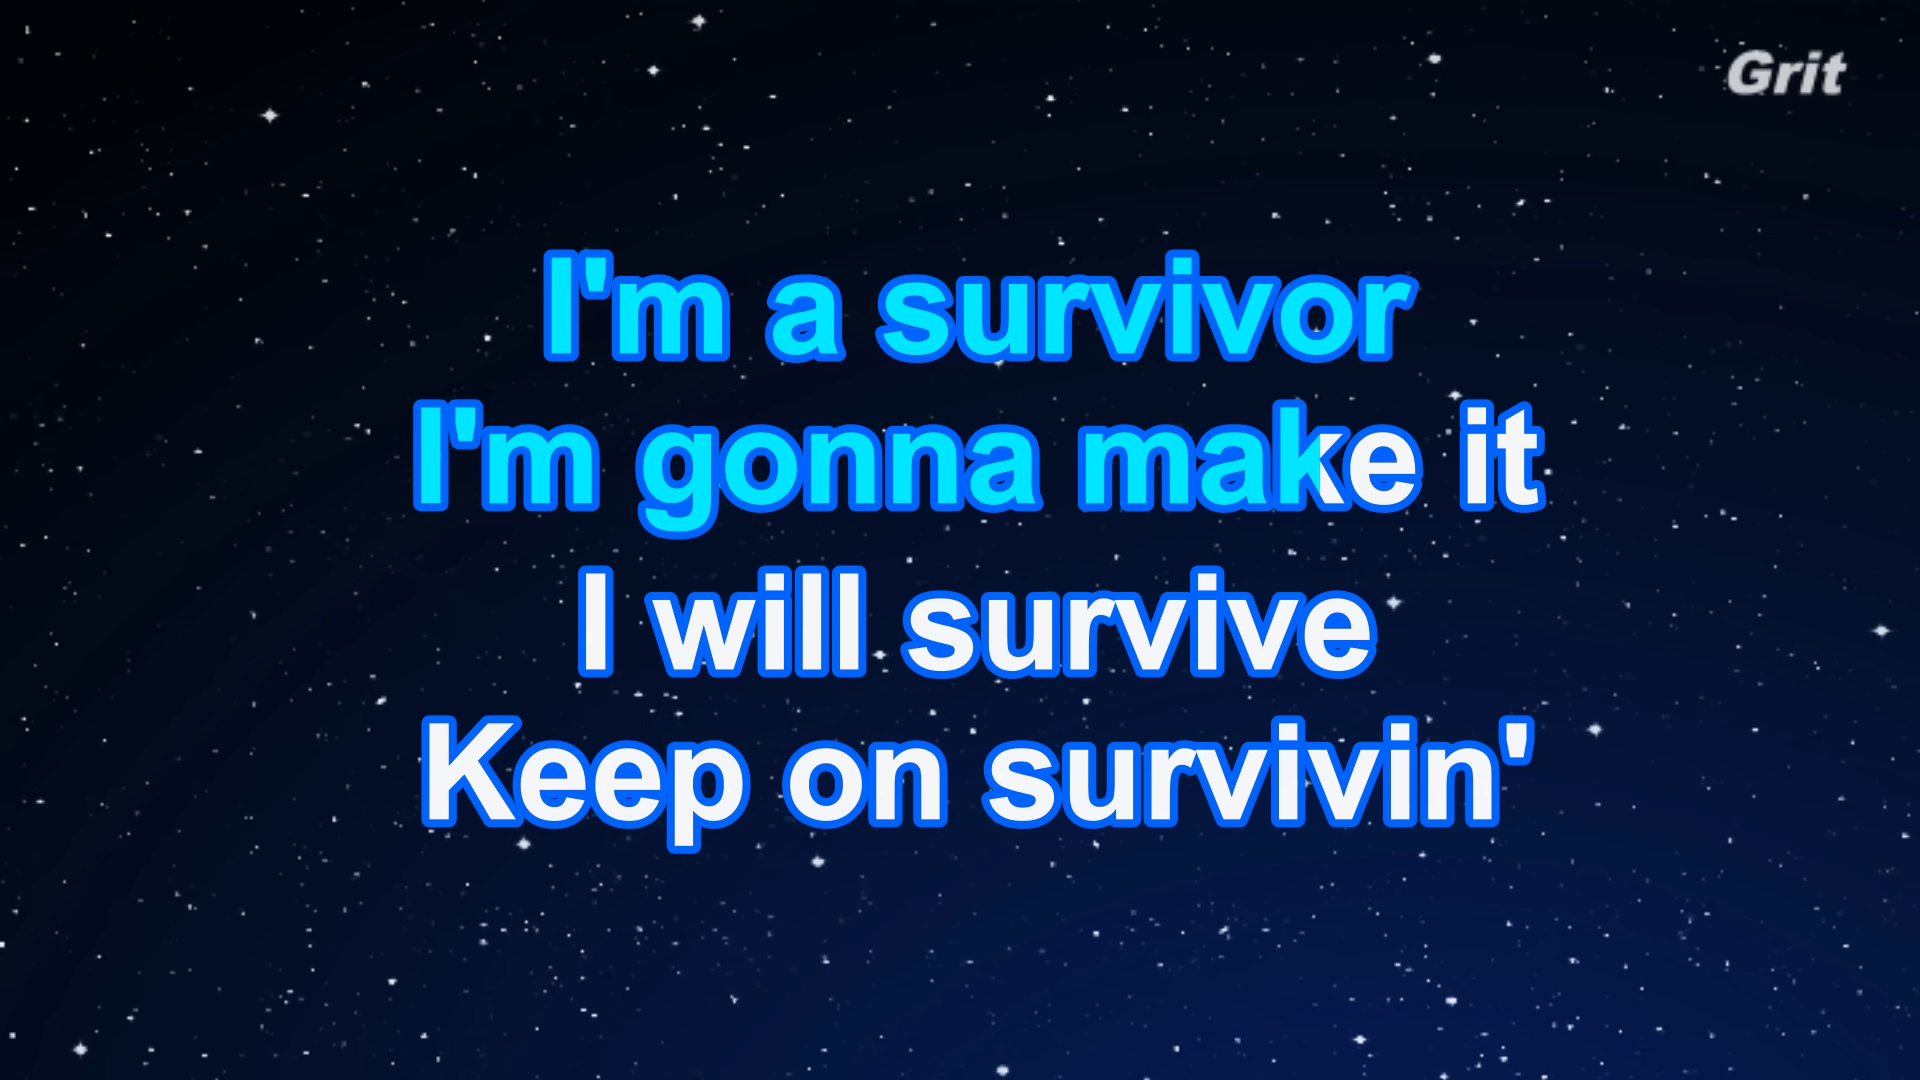 Grit
I'm a survivor
I'm gonna make it
I will survive
Keep on survivin'